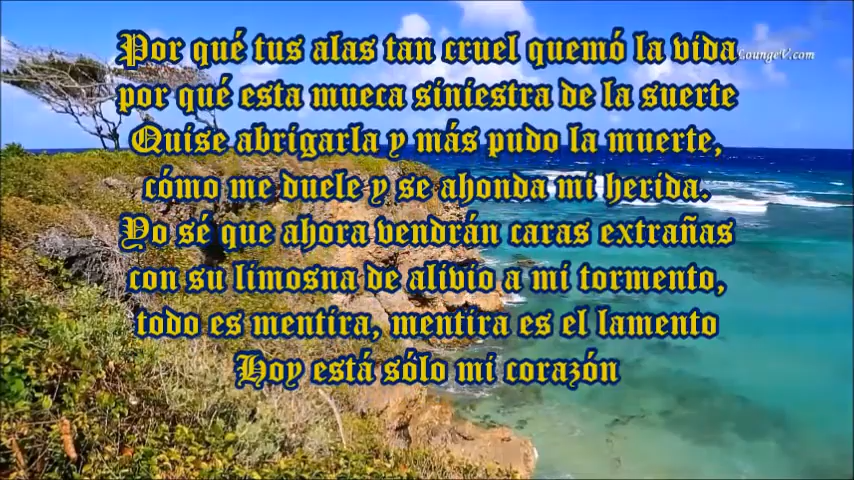 LoungeV.com
Por qué tus alas tan cruel quemó la vida
por qué esta mueca siniestra de la suerte
Quise abrigarla y más pudo la muerte,
cómo me duele y se ahonda mi herida.
Yo sé que ahora vendrán caras extrañas
con su limosna de alivio a mi tormento,
todo es mentira, mentira es el lamento
Hoy está sólo mi corazón